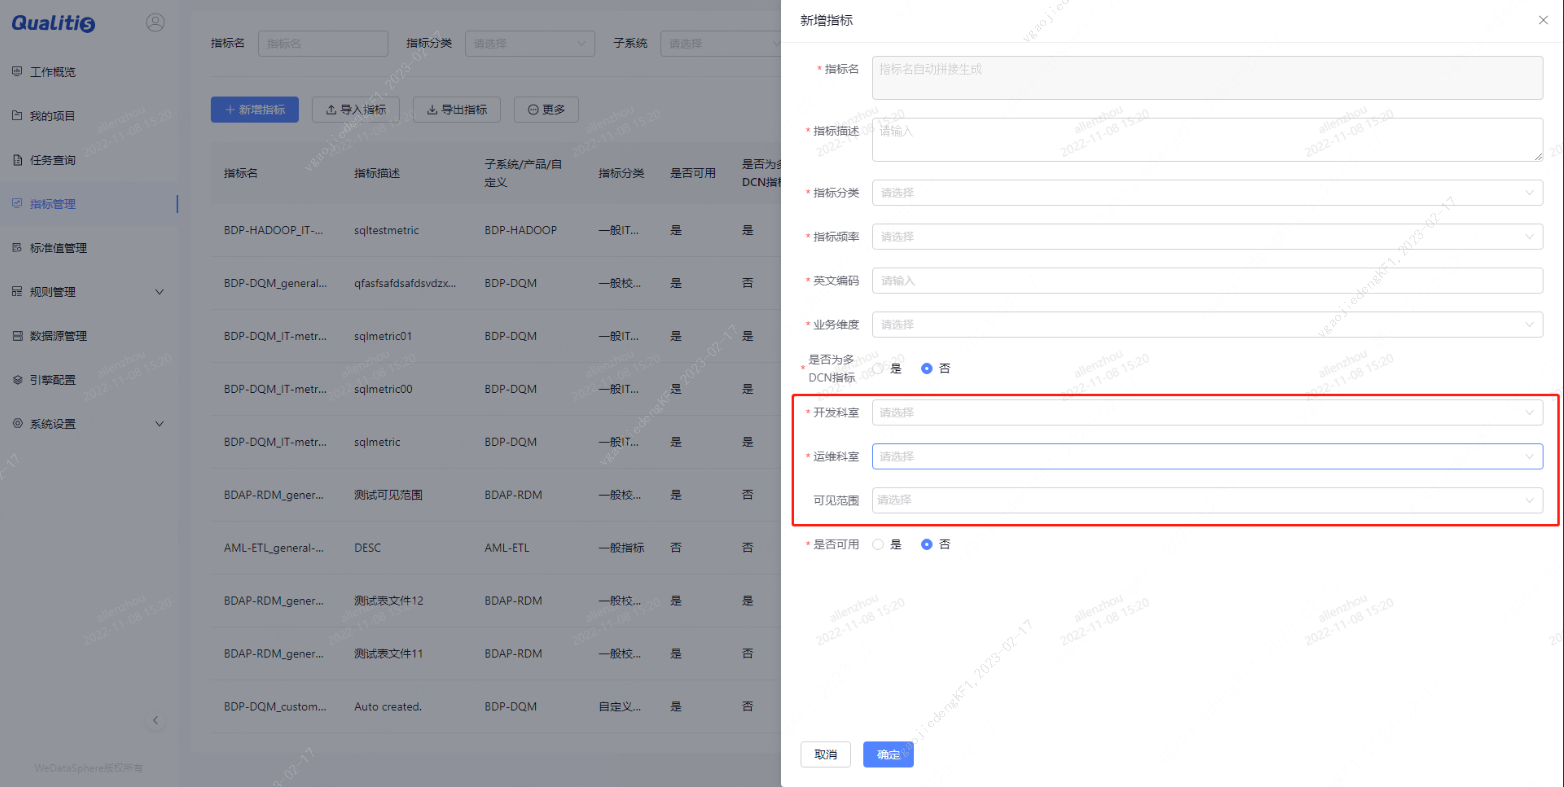 Qualitis
工作概览
我的项目
任务查询
指标管理
标准值管理
规则管理
数据源管理
引擎配置
系统设置
WeDataSphere版权所有
指标名 指标名 指标分类 请选择 子系统 请选择
新增指标 导入指标 导出指标 更多
指标名 指标描述 子系统/产品/自定义 指标分类 是否可用 是否为多DCN指标
BDP-HADOOP_IT-... sqltestmetric BDP-HADOOP 一般IT... 是 是
BDP-DQM_general... qfasfsafdsafdsvdzx... BDP-DQM 一般校... 是 否
BDP-DQM_IT-metr... sqlmetric01 BDP-DQM 一般IT... 是 是
BDP-DQM_IT-metr... sqlmetric00 BDP-DQM 一般IT... 是 是
BDP-DQM_IT-metr... sqlmetric BDP-DQM 一般IT... 是 是
BDAP-RDM_gener... 测试可见范围 BDAP-RDM 一般校... 是 否
AML-ETL_general-... DESC AML-ETL 一般指标 否 否
BDAP-RDM_gener... 测试表文件12 BDAP-RDM 一般校... 是 是
BDAP-RDM_gener... 测试表文件11 BDAP-RDM 一般校... 是 否
BDP-DQM_custom... Auto created. BDP-DQM 自定义... 是 否
新增指标
* 指标名 指标名自动拼接生成
* 指标描述 请输入
* 指标分类 请选择
* 指标频率 请选择
* 英文编码 请输入
* 业务维度 请选择
* 是否为多
DCN指标 是 否
* 开发科室 请选择
* 运维科室 请选择
可见范围 请选择
* 是否可用 是 否
取消 确定
allenzhou
2022-11-08 15:20
vgaojiedengKF1, 2023-02-17